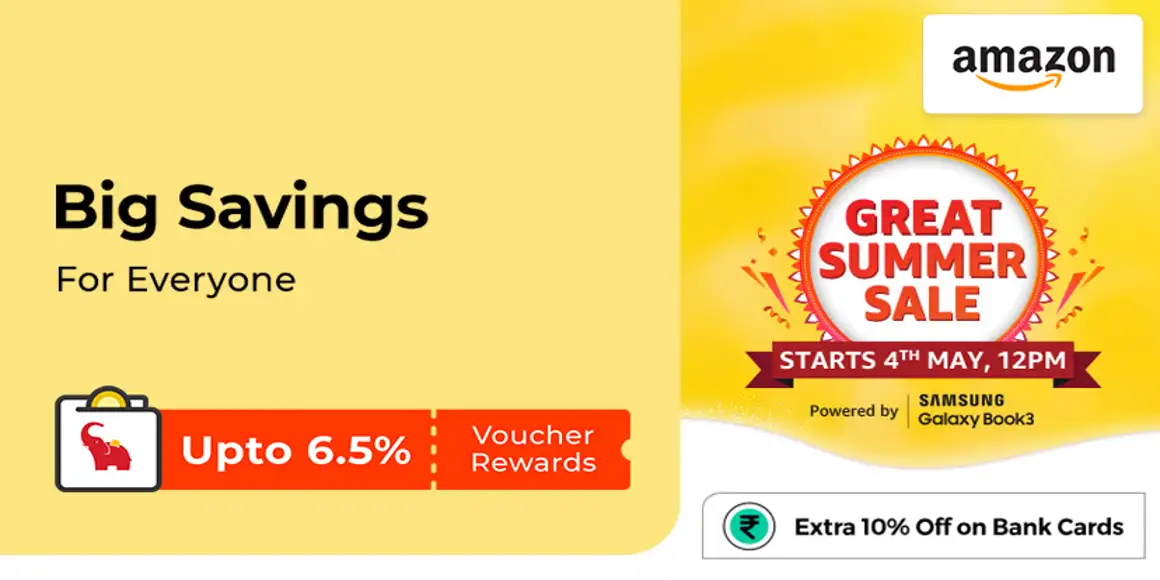 Big Savings
For Everyone
Upto 6.5%
Voucher
Rewards
amazon
GREAT
SUMMER
SALE
STARTS 4TH MAY, 12PM
Powered by
SAMSUNG
Galaxy Book3
₹
Extra 10% Off on Bank Cards